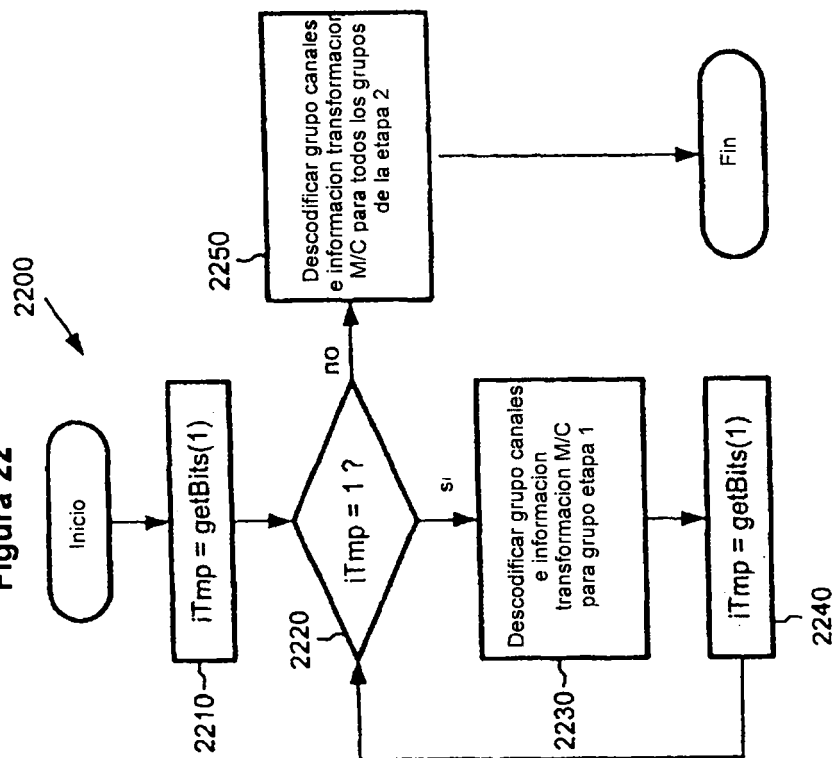 Figura 22
2200
Inicio
2210
iTmp = getBits(1)
2220
iTmp = 1 ?
no
si
2250
Descodificar grupo canales
e informacion transformacion
M/C para todos los grupos
de la etapa 2
Fin
2230
Descodificar grupo canales
e informacion
transformacion M/C
para grupo etapa 1
iTmp = getBits(1)
2240